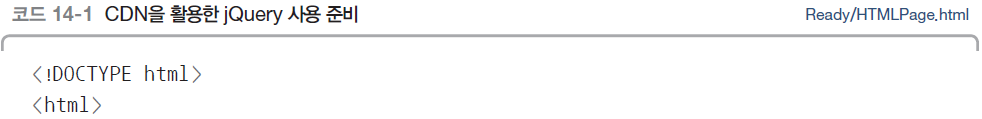 코드 14-1 CDN을 활용한 jQuery 사용 준비 Ready/HTMLPage.html
<!DOCTYPE html>
<html>